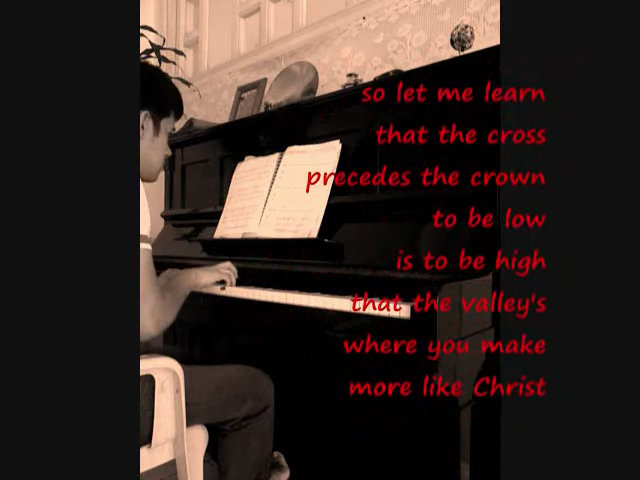 so let me learn
that the cross
precedes the crown
to be low
is to be high
that the valley's
where you make
more like Christ